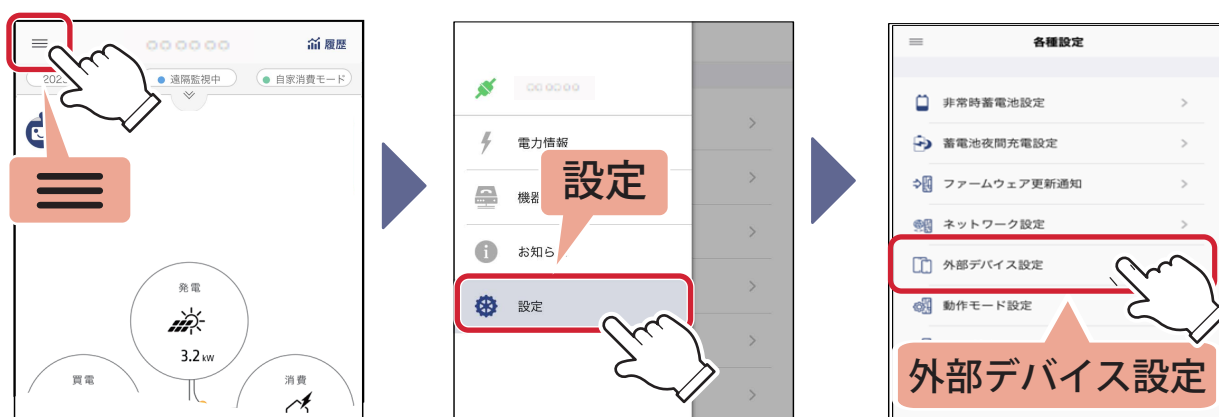 履歴
202
遠隔監視中
自家消費モード
発電
3.2 kw
買電
消費
電力情報
設定
機器
お知ら
設定
各種設定
非常時蓄電池設定
蓄電池夜間充電設定
ファームウェア更新通知
ネットワーク設定
外部デバイス設定
動作モード設定
外部デバイス設定